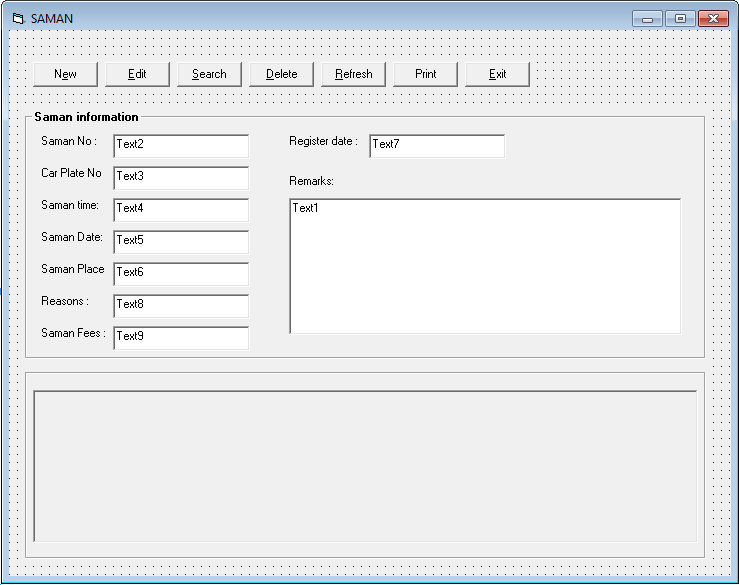 SAMAN
New Edit Search Delete Refresh Print Exit
Saman information
Saman No : Text2 Register date : Text7
Car Plate No Text3
Remarks:
Saman time: Text4 Text1
Saman Date: Text5
Saman Place Text6
Reasons : Text8
Saman Fees : Text9